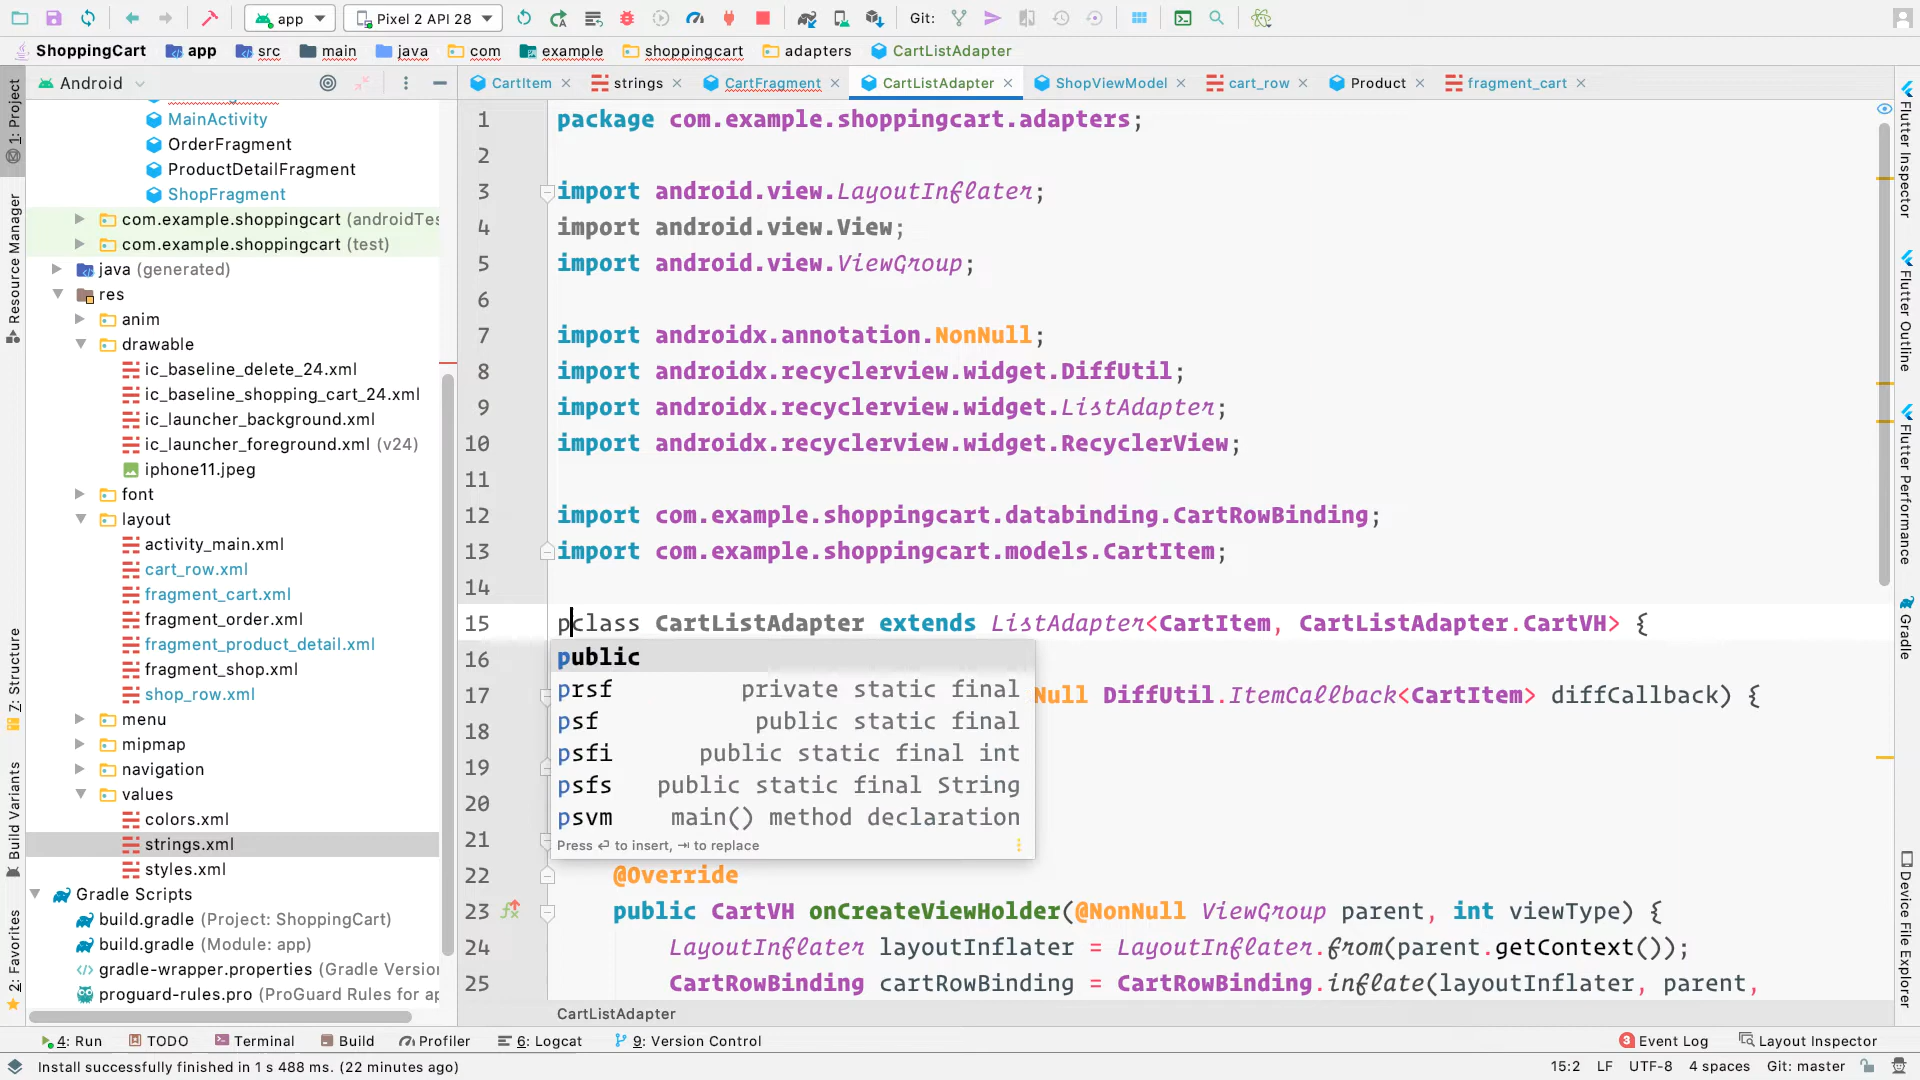 app
Pixel 2 API 28
Git:
ShoppingCart
app
src
main
java
com
example
shoppingcart
adapters
CartListAdapter
Android
CartItem
strings
CartFragment
CartListAdapter
ShopViewModel
cart_row
Product
fragment_cart
1: Project
Resource Manager
7: Structure
Build Variants
2: Favorites
MainActivity
OrderFragment
ProductDetailFragment
ShopFragment
com.example.shoppingcart (androidTes
com.example.shoppingcart (test)
java (generated)
res
anim
drawable
ic_baseline_delete_24.xml
ic_baseline_shopping_cart_24.xml
ic_launcher_background.xml
ic_launcher_foreground.xml (v24)
iphone11.jpeg
font
layout
activity_main.xml
cart_row.xml
fragment_cart.xml
fragment_order.xml
fragment_product_detail.xml
fragment_shop.xml
shop_row.xml
menu
mipmap
navigation
values
colors.xml
strings.xml
styles.xml
Gradle Scripts
build.gradle (Project: ShoppingCart)
build.gradle (Module: app)
gradle-wrapper.properties (Gradle Version
proguard-rules.pro (ProGuard Rules for ap
1 package com.example.shoppingcart.adapters;
2
3 import android.view.LayoutInflater;
4 import android.view.View;
5 import android.view.ViewGroup;
6
7 import androidx.annotation.NonNull;
8 import androidx.recyclerview.widget.DiffUtil;
9 import androidx.recyclerview.widget.ListAdapter;
10 import androidx.recyclerview.widget.RecyclerView;
11
12 import com.example.shoppingcart.databinding.CartRowBinding;
13 import com.example.shoppingcart.models.CartItem;
14
15 pclass CartListAdapter extends ListAdapter<CartItem, CartListAdapter.CartVH> {
16
17 Null DiffUtil.ItemCallback<CartItem> diffCallback) {
18
19
20
21
22 @Override
23 public CartVH onCreateViewHolder(@NonNull ViewGroup parent, int viewType) {
24 LayoutInflater layoutInflater = LayoutInflater.from(parent.getContext());
25 CartRowBinding cartRowBinding = CartRowBinding.inflate(layoutInflater, parent,
public
prsf private static final
psf public static final
psfi public static final int
psfs public static final String
psvm main() method declaration
Press ⏎ to insert, ⇥ to replace
CartListAdapter
Flutter Inspector
Flutter Outline
Flutter Performance
Gradle
Device File Explorer
4: Run
TODO
Terminal
Build
Profiler
6: Logcat
9: Version Control
3 Event Log
Layout Inspector
Install successfully finished in 1 s 488 ms. (22 minutes ago)
15:2 LF UTF-8 4 spaces Git: master